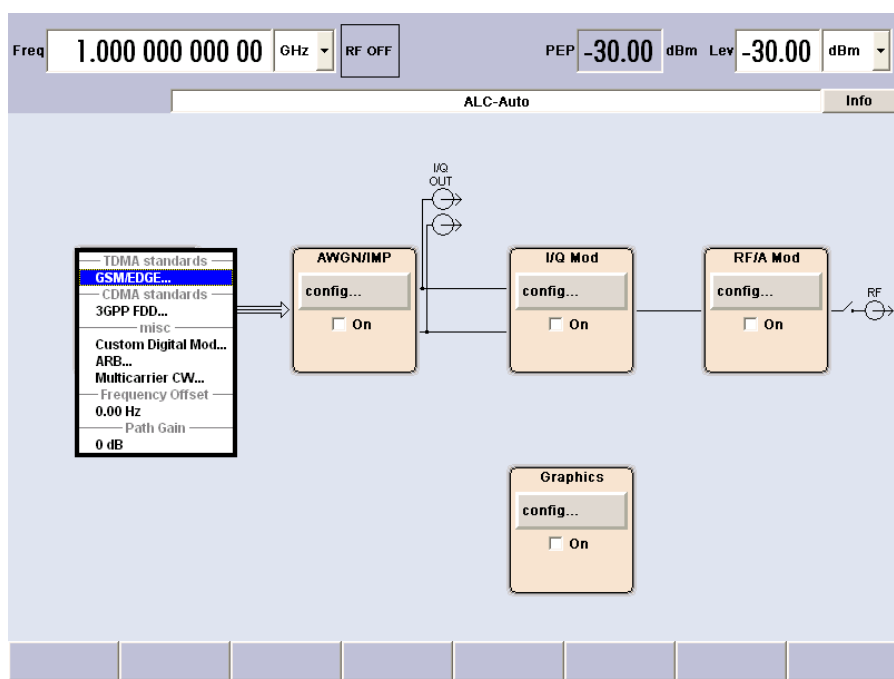 Freq 1.000 000 000 00 GHz RF OFF PEP -30.00 dBm Lev -30.00 dBm
ALC-Auto Info
I/Q
OUT
TDMA standards
GSM/EDGE...
CDMA standards
3GPP FDD...
misc
Custom Digital Mod...
ARB...
Multicarrier CW...
Frequency Offset
0.00 Hz
Path Gain
0 dB
AWGN/IMP
config...
On
I/Q Mod
config...
On
RF/A Mod
config...
On
RF
Graphics
config...
On